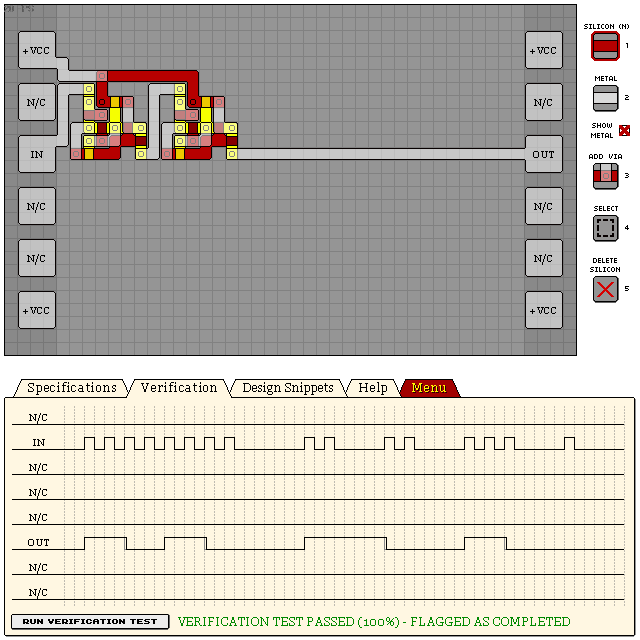 +VCC
+VCC
SILICON (N)
1
METAL
N/C
N/C
2
SHOW
METAL
IN
OUT
ADD VIA
3
N/C
N/C
SELECT
4
N/C
N/C
DELETE
SILICON
5
+VCC
+VCC
Specifications
Verification
Design Snippets
Help
Menu
N/C
IN
N/C
N/C
N/C
OUT
N/C
N/C
RUN VERIFICATION TEST
VERIFICATION TEST PASSED (100%) - FLAGGED AS COMPLETED